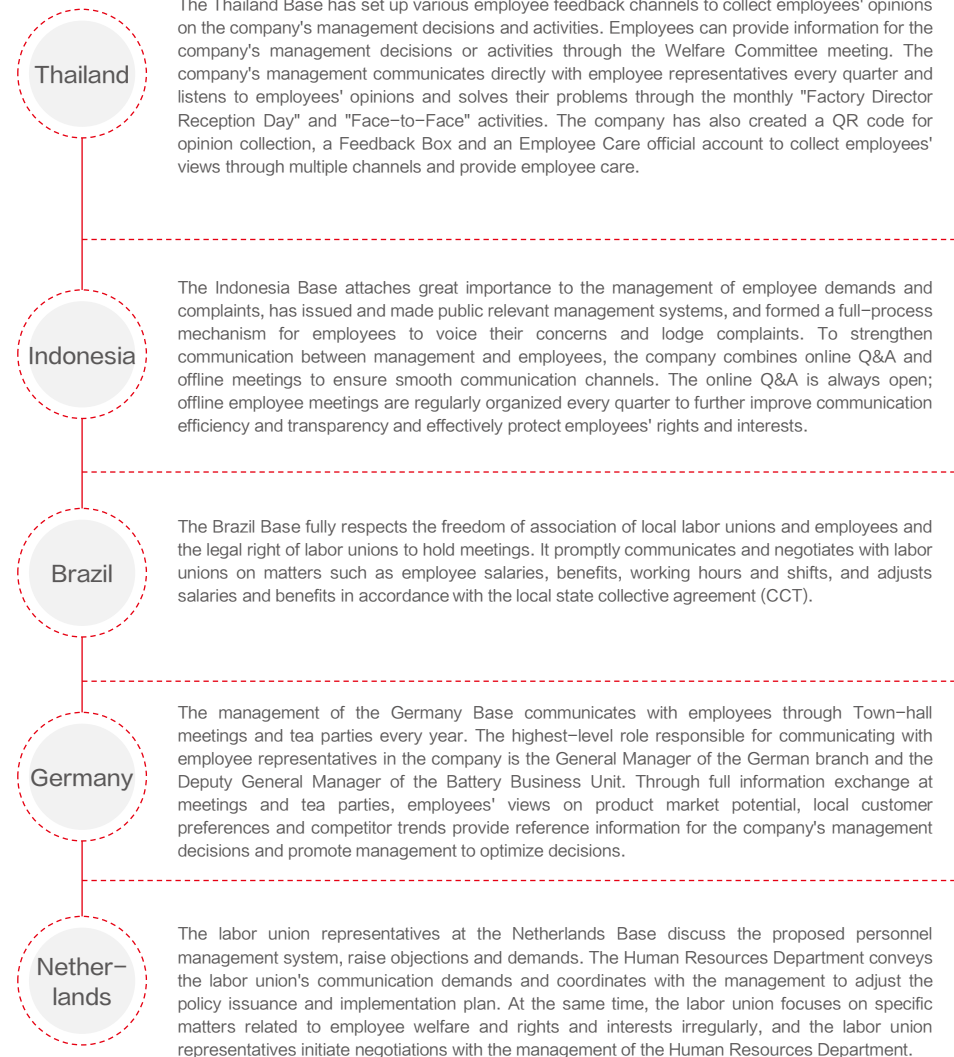 The Thailand Base has set up various employee feedback channels to collect employees' opinions
on the company's management decisions and activities. Employees can provide information for the
company's management decisions or activities through the Welfare Committee meeting. The
company's management communicates directly with employee representatives every quarter and
listens to employees' opinions and solves their problems through the monthly "Factory Director
Reception Day" and "Face-to-Face" activities. The company has also created a QR code for
opinion collection, a Feedback Box and an Employee Care official account to collect employees'
views through multiple channels and provide employee care.
Thailand
The Indonesia Base attaches great importance to the management of employee demands and
complaints, has issued and made public relevant management systems, and formed a full-process
mechanism for employees to voice their concerns and lodge complaints. To strengthen
communication between management and employees, the company combines online Q&A and
offline meetings to ensure smooth communication channels. The online Q&A is always open;
offline employee meetings are regularly organized every quarter to further improve communication
efficiency and transparency and effectively protect employees' rights and interests.
Indonesia
The Brazil Base fully respects the freedom of association of local labor unions and employees and
the legal right of labor unions to hold meetings. It promptly communicates and negotiates with labor
unions on matters such as employee salaries, benefits, working hours and shifts, and adjusts
salaries and benefits in accordance with the local state collective agreement (CCT).
Brazil
The management of the Germany Base communicates with employees through Town-hall
meetings and tea parties every year. The highest-level role responsible for communicating with
employee representatives in the company is the General Manager of the German branch and the
Deputy General Manager of the Battery Business Unit. Through full information exchange at
meetings and tea parties, employees' views on product market potential, local customer
preferences and competitor trends provide reference information for the company's management
decisions and promote management to optimize decisions.
Germany
The labor union representatives at the Netherlands Base discuss the proposed personnel
management system, raise objections and demands. The Human Resources Department conveys
the labor union's communication demands and coordinates with the management to adjust the
policy issuance and implementation plan. At the same time, the labor union focuses on specific
matters related to employee welfare and rights and interests irregularly, and the labor union
representatives initiate negotiations with the management of the Human Resources Department.
Nether-
lands